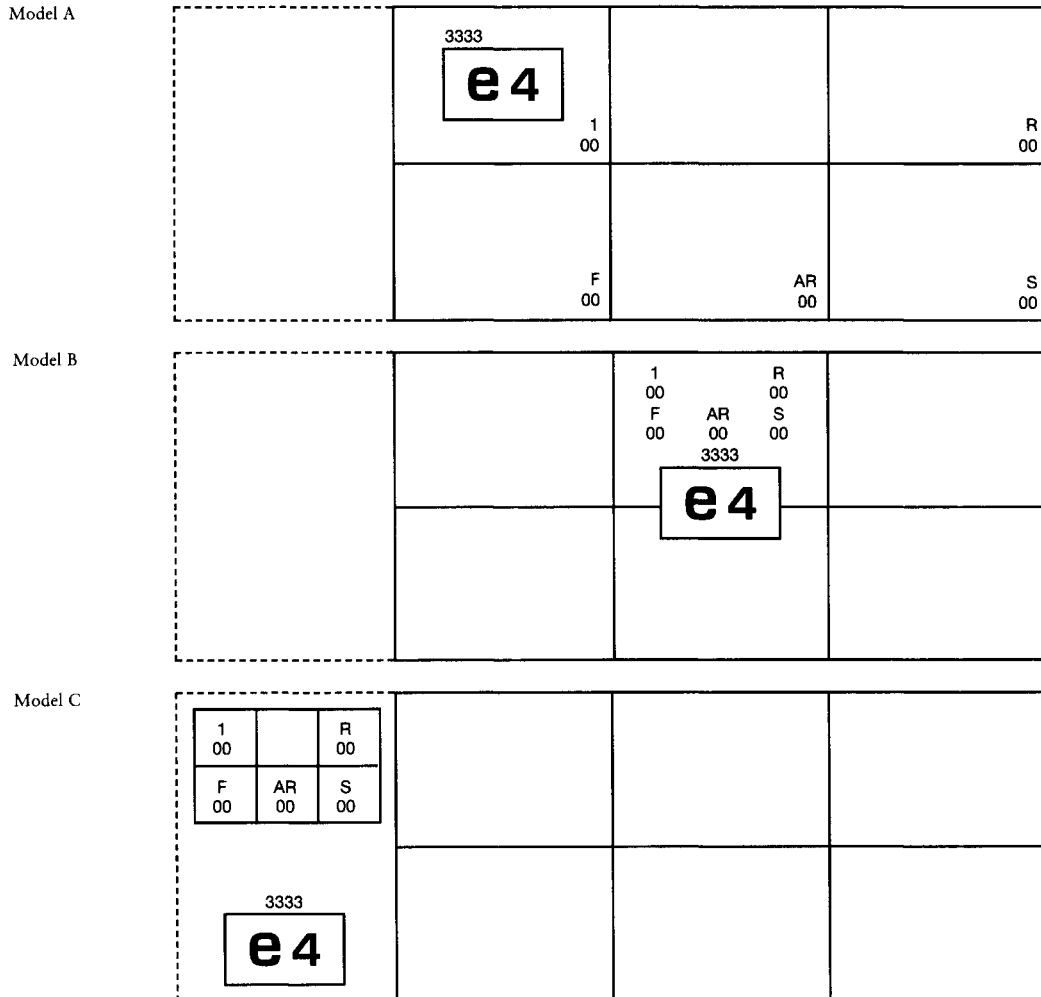 Model A
3333
e4
1 R
00 00
F AR S
00 00 00
Model B
1 R
00 00
F AR S
00 00 00
3333
e4
Model C
1 R
00 00
F AR S
00 00 00
3333
e4